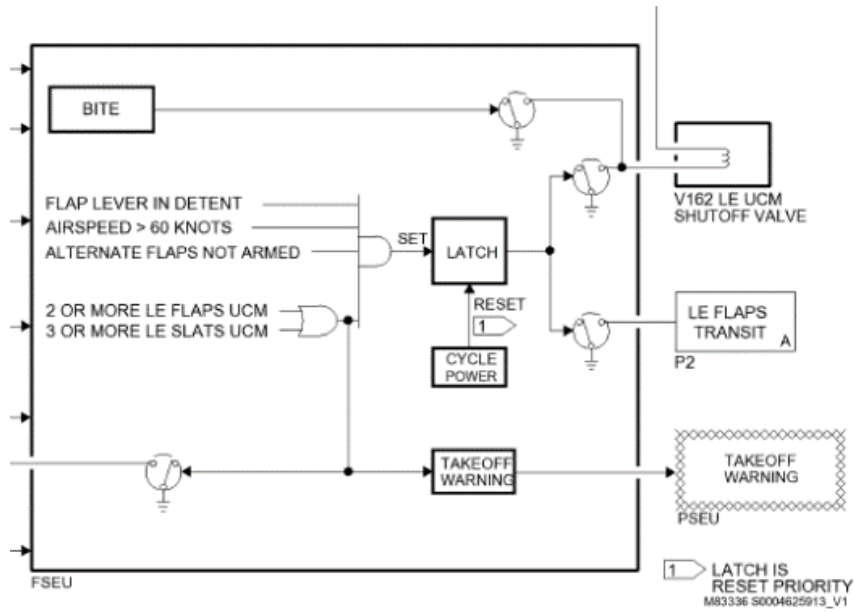 BITE
FLAP LEVER IN DETENT
AIRSPEED > 60 KNOTS
ALTERNATE FLAPS NOT ARMED
SET
LATCH
2 OR MORE LE FLAPS UCM
3 OR MORE LE SLATS UCM
RESET
1
CYCLE
POWER
V162 LE UCM
SHUTOFF VALVE
LE FLAPS
TRANSIT
A
P2
TAKEOFF
WARNING
TAKEOFF
WARNING
PSEU
FSEU
1 LATCH IS
RESET PRIORITY
M83336 S0004625913_V1